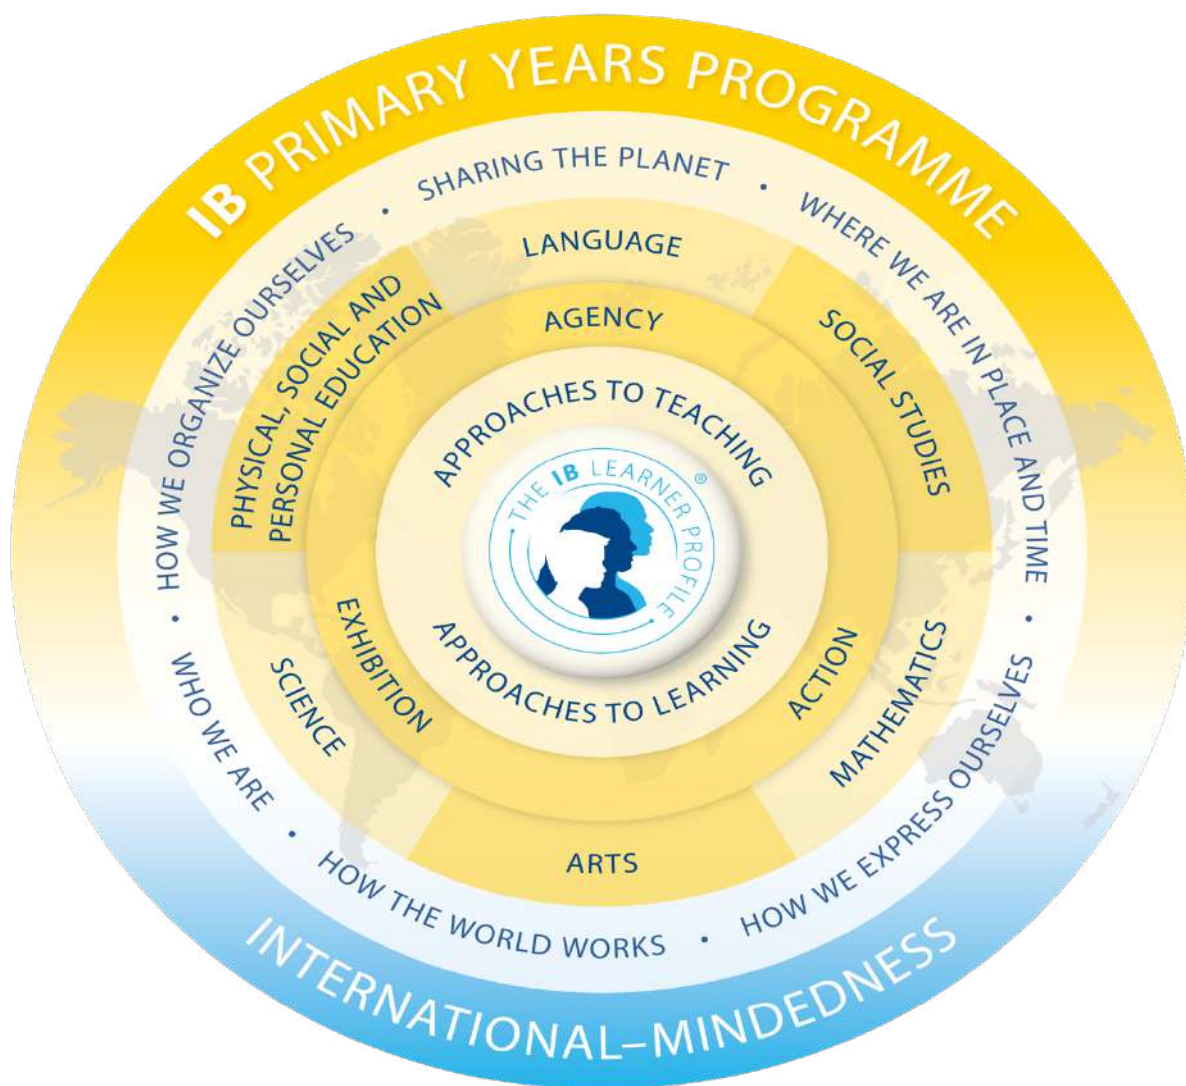 IB PRIMARY YEARS PROGRAMME
SHARING THE PLANET
•
WHERE WE ARE IN PLACE AND TIME
•
HOW WE EXPRESS OURSELVES
•
HOW THE WORLD WORKS
•
WHO WE ARE
•
HOW WE ORGANIZE OURSELVES
•
LANGUAGE
SOCIAL STUDIES
MATHEMATICS
ARTS
SCIENCE
PHYSICAL, SOCIAL AND
PERSONAL EDUCATION
AGENCY
ACTION
EXHIBITION
APPROACHES TO TEACHING
APPROACHES TO LEARNING
• THE IB LEARNER PROFILE • ®
INTERNATIONAL–MINDEDNESS